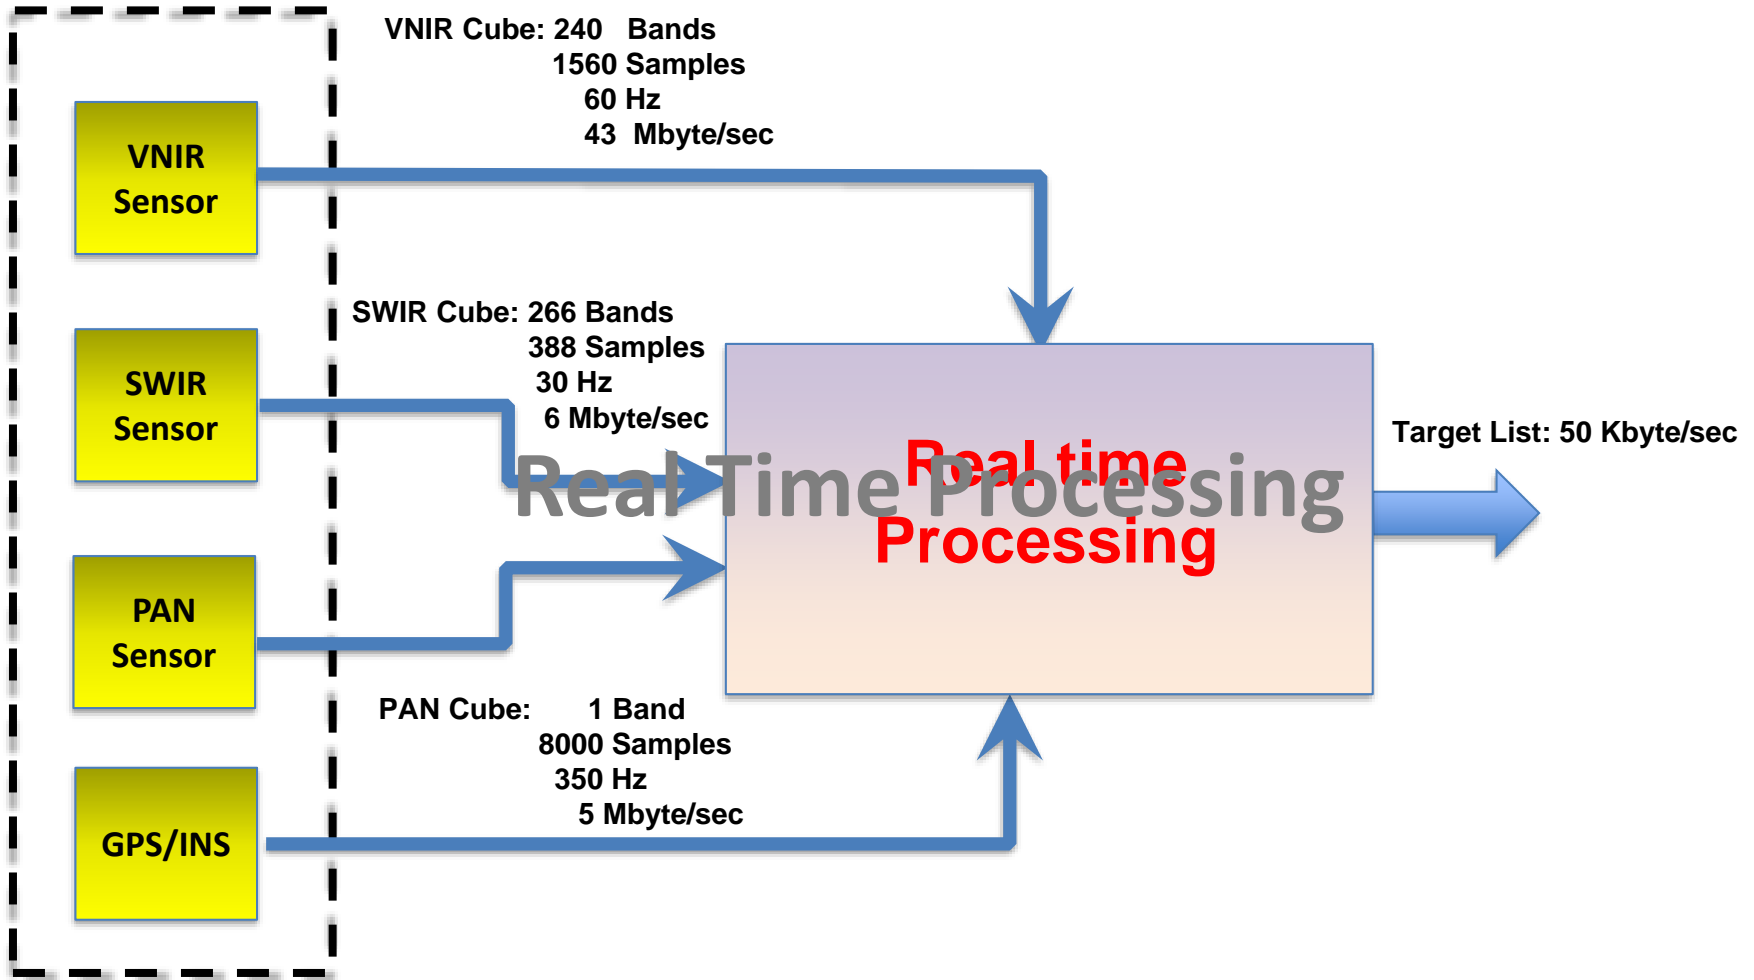 VNIR Cube: 240 Bands
1560 Samples
60 Hz
43 Mbyte/sec
VNIR
Sensor
SWIR Cube: 266 Bands
388 Samples
30 Hz
6 Mbyte/sec
SWIR
Sensor
Target List: 50 Kbyte/sec
Real time
Processing
Real Time Processing
PAN
Sensor
PAN Cube: 1 Band
8000 Samples
350 Hz
5 Mbyte/sec
GPS/INS